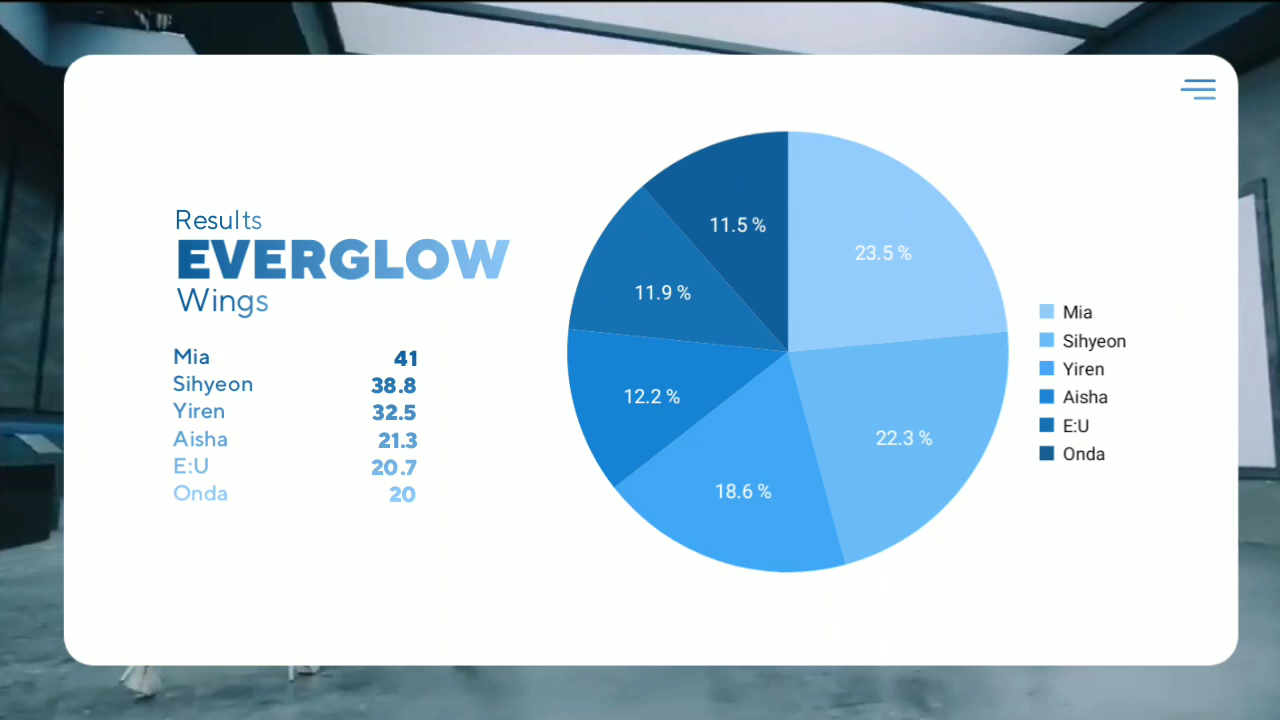 Results
EVERGLOW
Wings
Mia 41
Sihyeon 38.8
Yiren 32.5
Aisha 21.3
E:U 20.7
Onda 20
11.5 %
23.5 %
11.9 %
12.2 %
22.3 %
18.6 %
Mia
Sihyeon
Yiren
Aisha
E:U
Onda